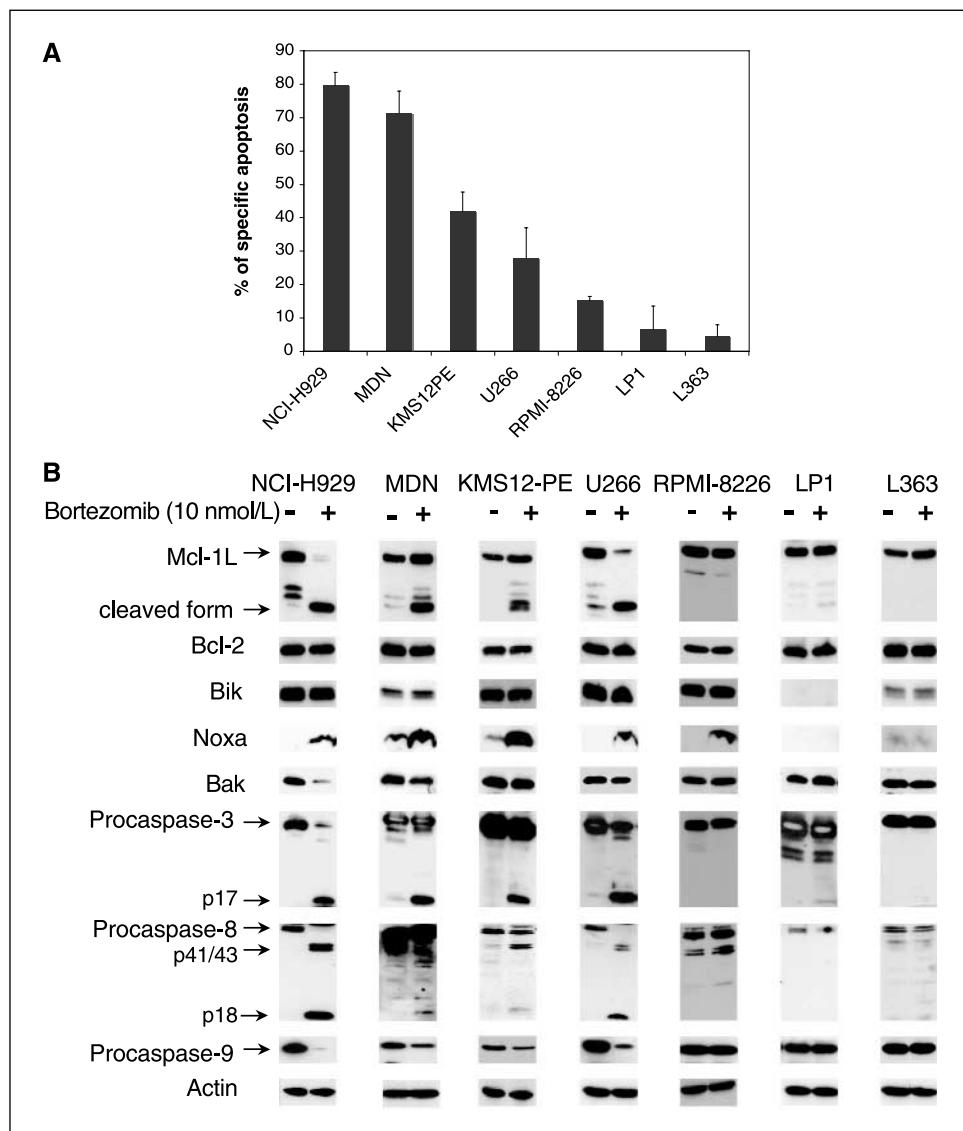 A
90
80
70
60
50
40
30
20
10
0
% of specific apoptosis
NCI-H929
MDN
KMS12PE
U266
RPMI-8226
LP1
L363
B
NCI-H929 MDN KMS12-PE U266 RPMI-8226 LP1 L363
Bortezomib (10 nmol/L) - + - + - + - + - + - + - +
Mcl-1L
cleaved form
Bcl-2
Bik
Noxa
Bak
Procaspase-3
p17
Procaspase-8
p41/43
p18
Procaspase-9
Actin